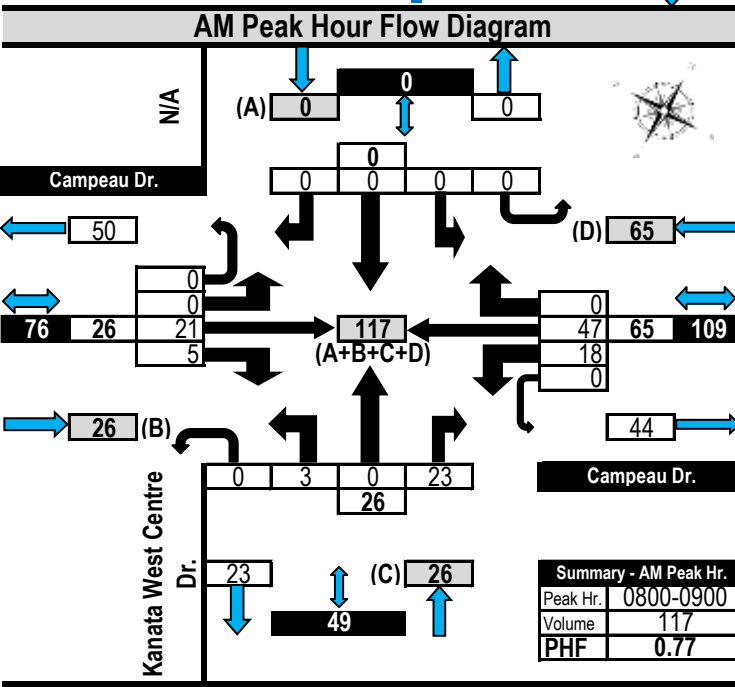 AM Peak Hour Flow Diagram
N/A
0
(A) 0 0
Campeau Dr.
0
0 0 0 0
50
(D) 65
0
0
76 26 21
5
117
(A+B+C+D)
0
47 65 109
18
0
26 (B)
44
0 3 0 23
26
Campeau Dr.
Kanata West Centre
Dr.
23
(C) 26
49
Summary - AM Peak Hr.
Peak Hr. 0800-0900
Volume 117
PHF 0.77